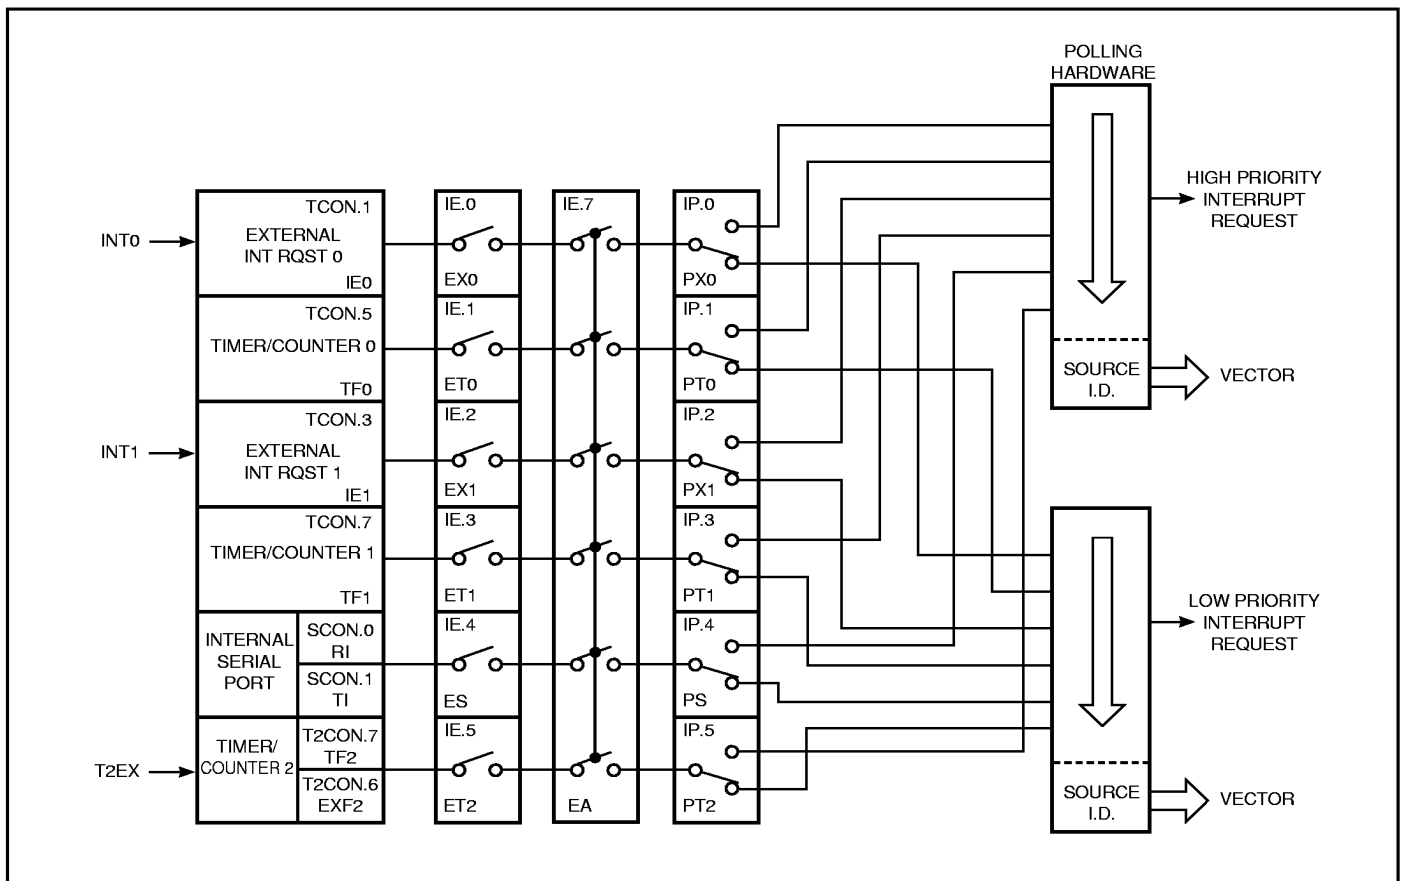 POLLING
HARDWARE
HIGH PRIORITY
INTERRUPT
REQUEST
SOURCE
I.D.
VECTOR
INT0
TCON.1
EXTERNAL
INT RQST 0
IE0
IE.0
EX0
IE.7
IP.0
PX0
TCON.5
TIMER/COUNTER 0
TF0
IE.1
ET0
IP.1
PT0
INT1
TCON.3
EXTERNAL
INT RQST 1
IE1
IE.2
EX1
IP.2
PX1
TCON.7
TIMER/COUNTER 1
TF1
IE.3
ET1
IP.3
PT1
INTERNAL
SERIAL
PORT
SCON.0
RI
SCON.1
TI
IE.4
ES
IP.4
PS
T2EX
TIMER/
COUNTER 2
T2CON.7
TF2
T2CON.6
EXF2
IE.5
ET2
EA
IP.5
PT2
LOW PRIORITY
INTERRUPT
REQUEST
SOURCE
I.D.
VECTOR